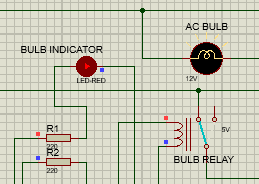 AC BULB
BULB INDICATOR
12V
LED-RED
5V
R1
220
R2
220
BULB RELAY